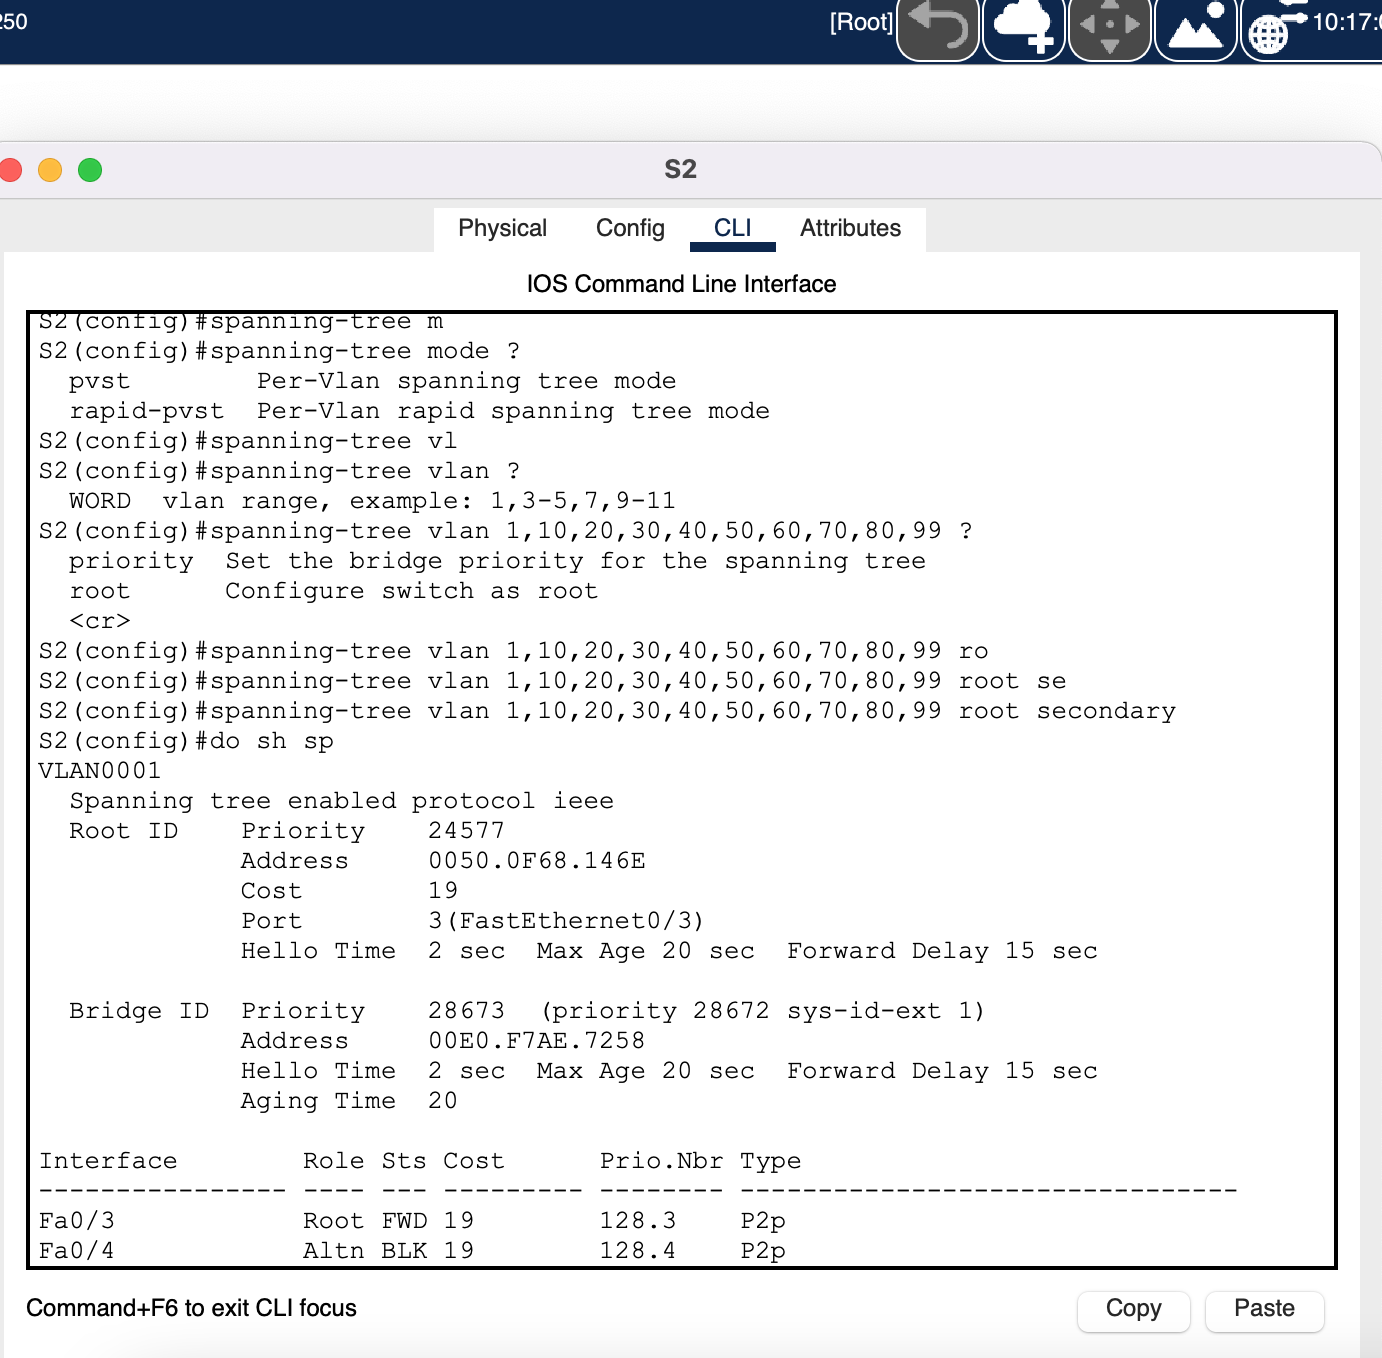 250
[Root]
10:17:
S2
Physical Config CLI Attributes
IOS Command Line Interface
S2(config)#spanning-tree m
S2(config)#spanning-tree mode ?
  pvst        Per-Vlan spanning tree mode
  rapid-pvst  Per-Vlan rapid spanning tree mode
S2(config)#spanning-tree vl
S2(config)#spanning-tree vlan ?
  WORD  vlan range, example: 1,3-5,7,9-11
S2(config)#spanning-tree vlan 1,10,20,30,40,50,60,70,80,99 ?
  priority  Set the bridge priority for the spanning tree
  root      Configure switch as root
  <cr>
S2(config)#spanning-tree vlan 1,10,20,30,40,50,60,70,80,99 ro
S2(config)#spanning-tree vlan 1,10,20,30,40,50,60,70,80,99 root se
S2(config)#spanning-tree vlan 1,10,20,30,40,50,60,70,80,99 root secondary
S2(config)#do sh sp
VLAN0001
  Spanning tree enabled protocol ieee
  Root ID    Priority    24577
             Address     0050.0F68.146E
             Cost        19
             Port        3(FastEthernet0/3)
             Hello Time  2 sec  Max Age 20 sec  Forward Delay 15 sec
  Bridge ID  Priority    28673  (priority 28672 sys-id-ext 1)
             Address     00E0.F7AE.7258
             Hello Time  2 sec  Max Age 20 sec  Forward Delay 15 sec
             Aging Time  20
Interface        Role Sts Cost      Prio.Nbr Type
---------------- ---- --- --------- -------- --------------------------------
Fa0/3            Root FWD 19        128.3    P2p
Fa0/4            Altn BLK 19        128.4    P2p
Command+F6 to exit CLI focus
Copy Paste